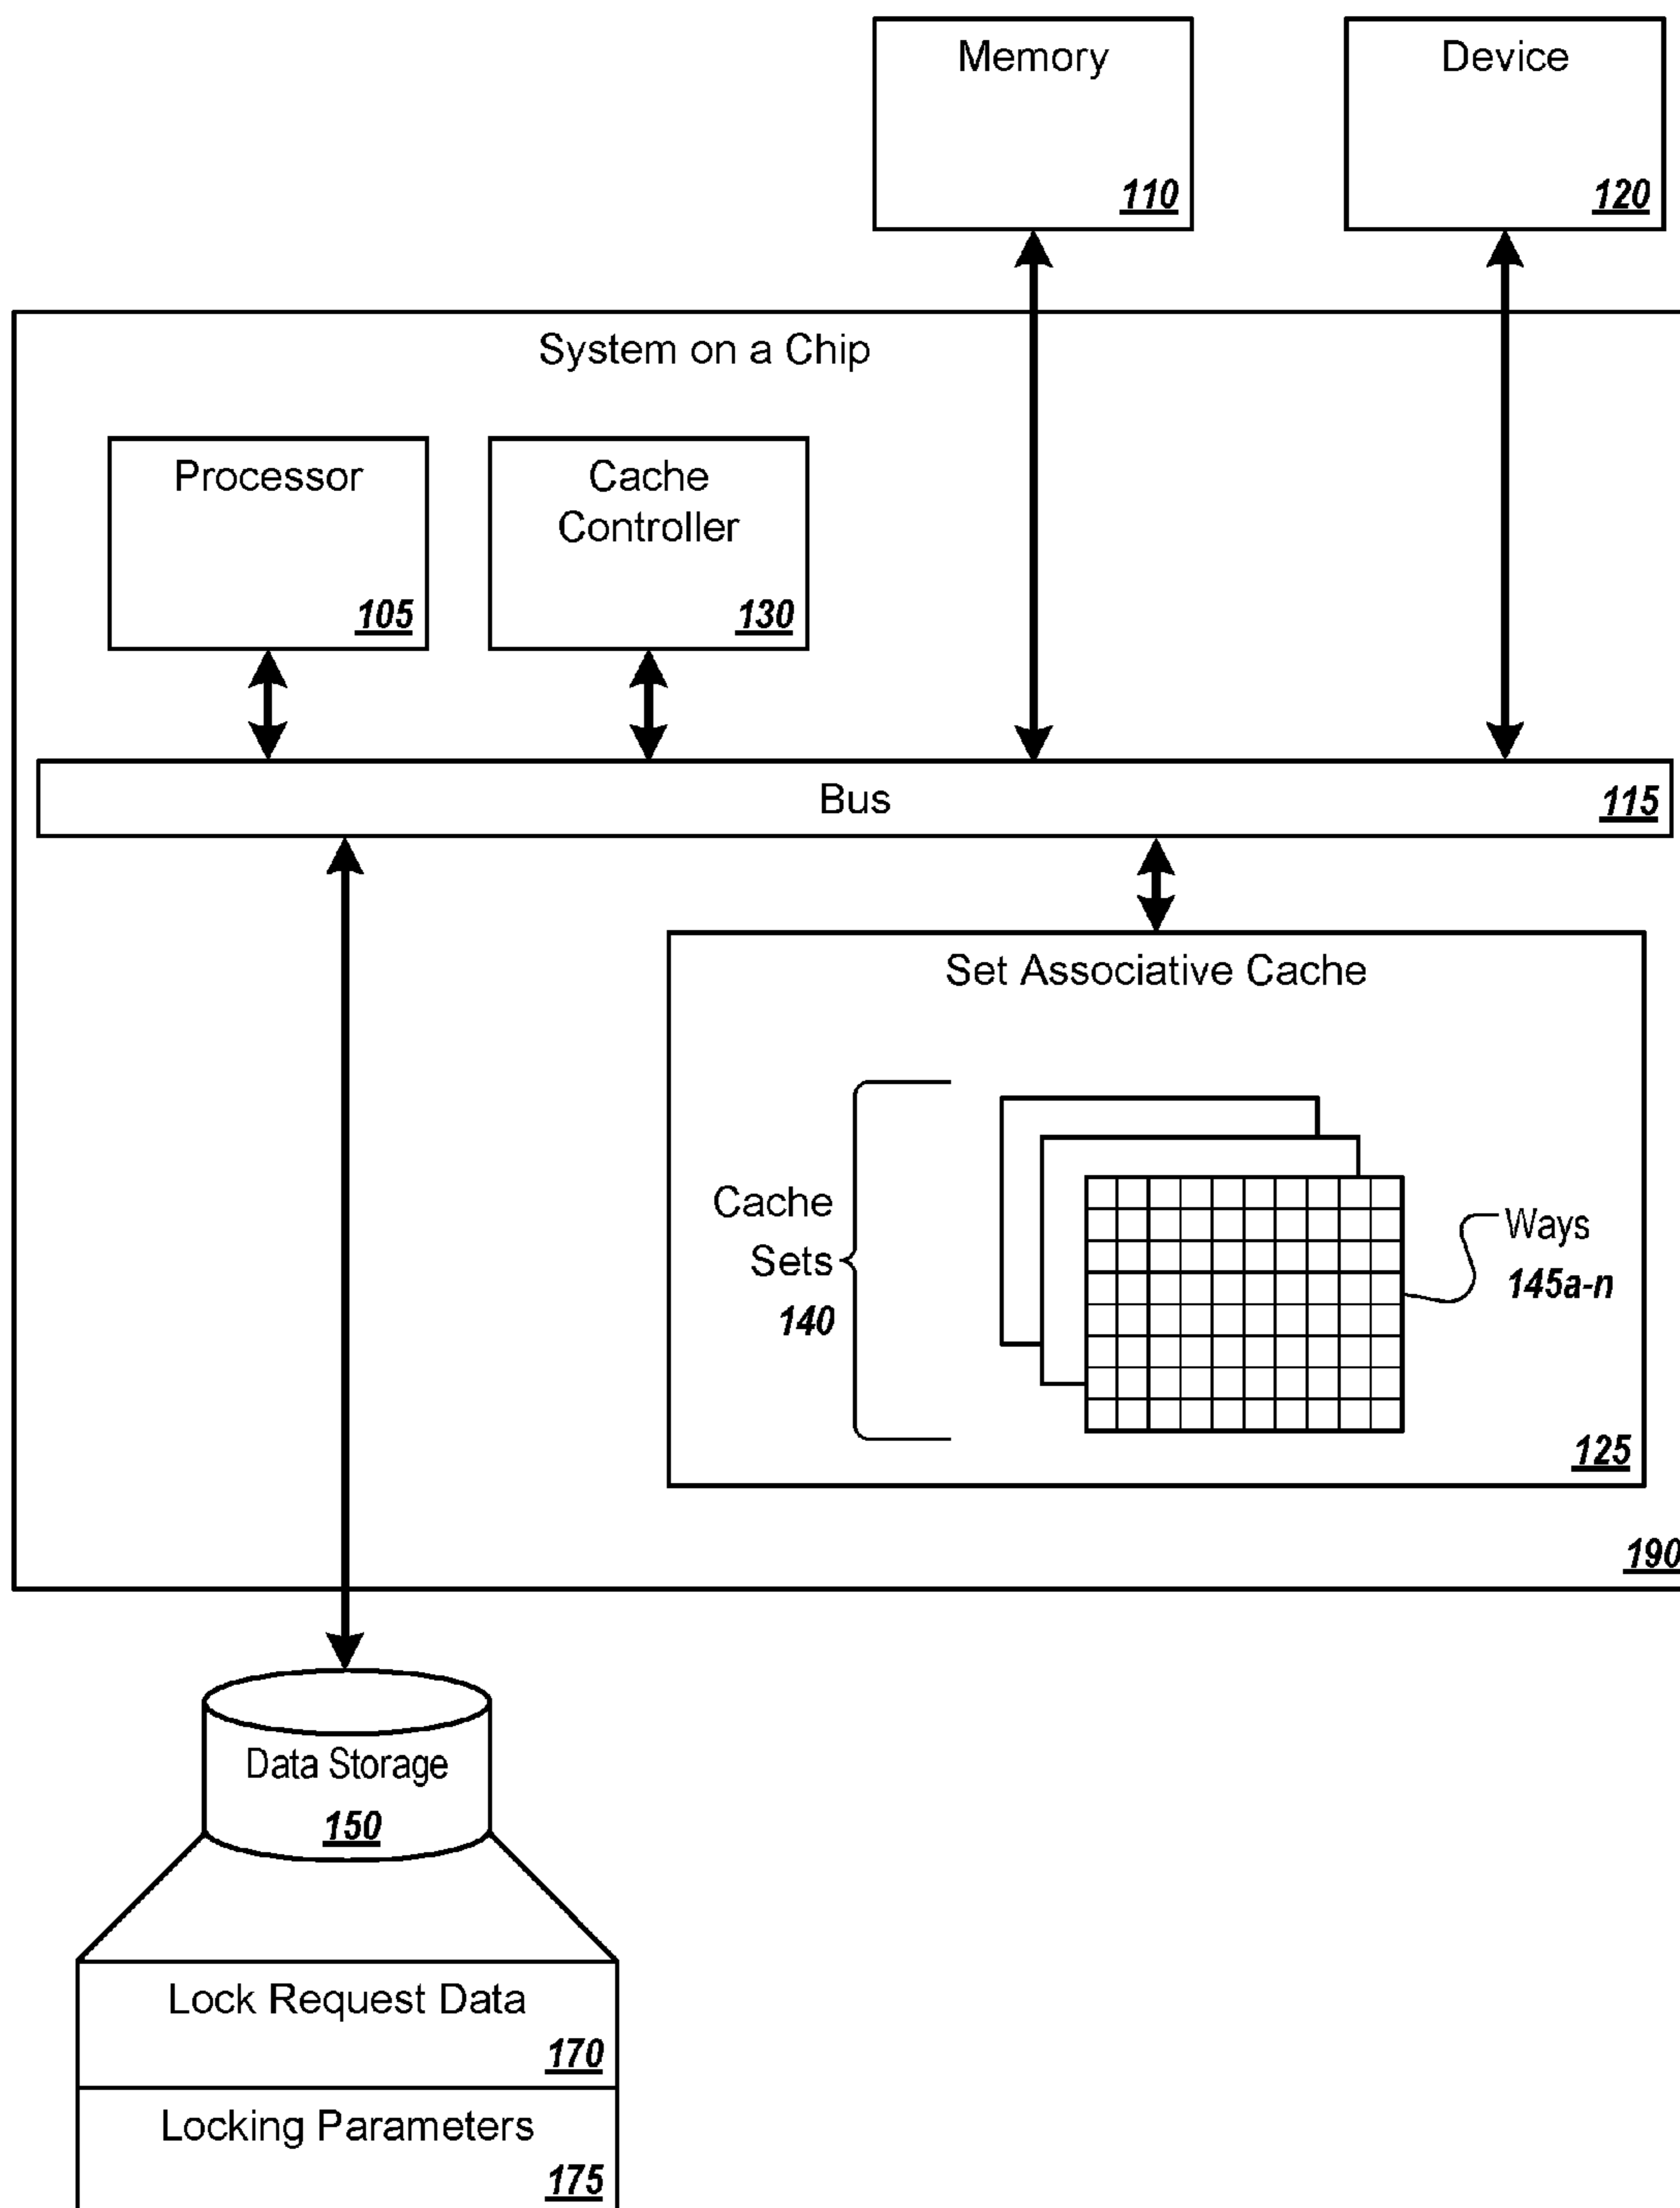 Memory
110
Device
120
System on a Chip
Processor
105
Cache
Controller
130
Bus
115
Set Associative Cache
Cache
Sets
140
Ways
145a-n
125
190
Data Storage
150
Lock Request Data
170
Locking Parameters
175